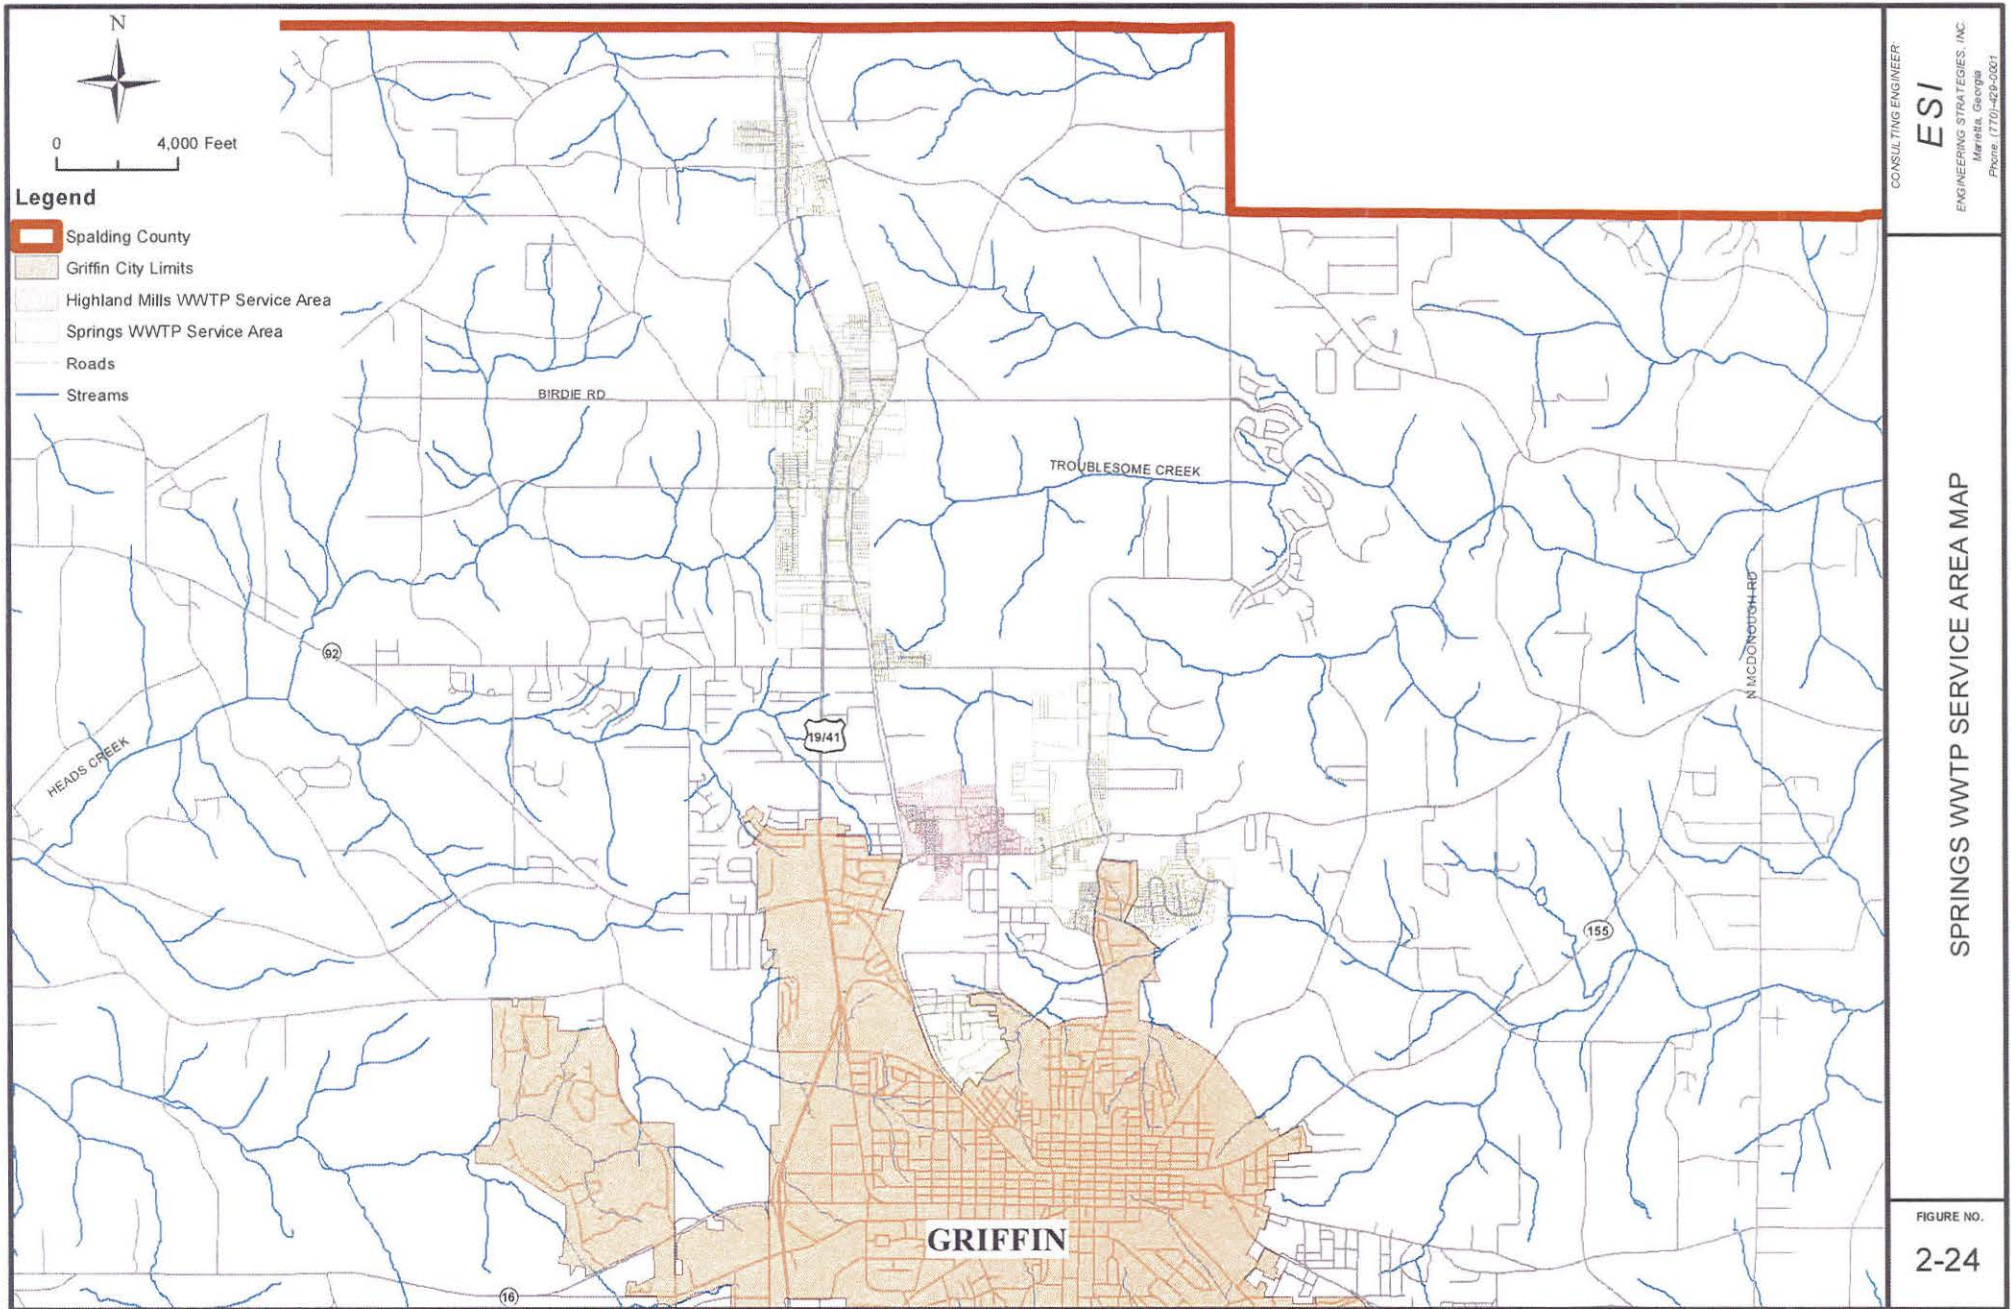 N
0 4,000 Feet
Legend
Spalding County
Griffin City Limits
Highland Mills WWTP Service Area
Springs WWTP Service Area
Roads
Streams
BIRDIE RD
TROUBLESOME CREEK
N MCDONOUGH RD
92
19/41
HEADS CREEK
155
GRIFFIN
16
CONSULTING ENGINEER:
ESI
ENGINEERING STRATEGIES, INC.
Marietta, Georgia
Phone: (770)-429-0001
SPRINGS WWTP SERVICE AREA MAP
FIGURE NO.
2-24